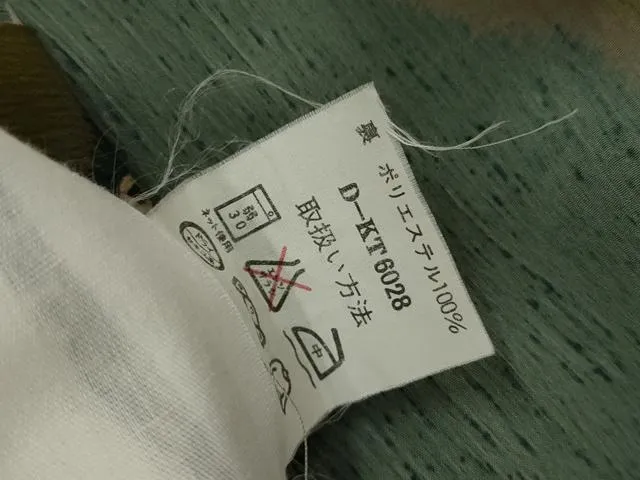 裏 ポリエステル100%
D-KT6028
取扱い方法
弱
30
ネット使用
中